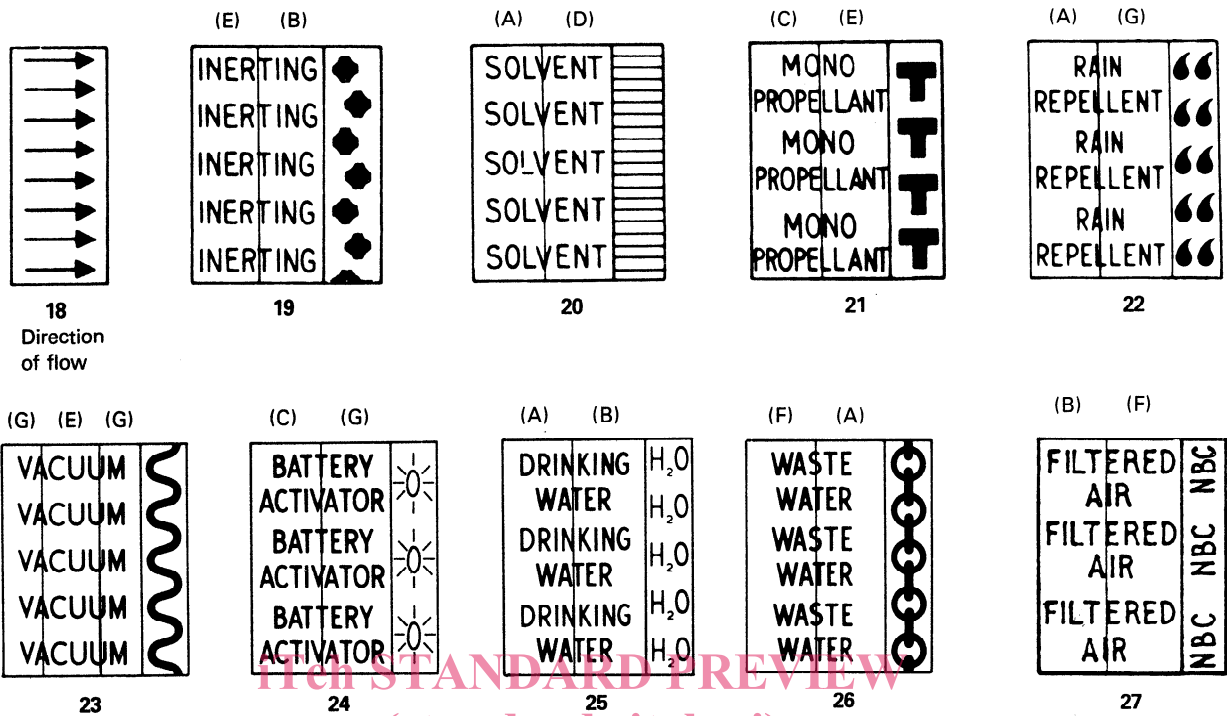 (E) (B) (A) (D) (C) (E) (A) (G)
INERTING
INERTING
INERTING
INERTING
INERTING
SOLVENT
SOLVENT
SOLVENT
SOLVENT
SOLVENT
MONO
PROPELLANT
MONO
PROPELLANT
MONO
PROPELLANT
RAIN
REPELLENT
RAIN
REPELLENT
RAIN
REPELLENT
18 19 20 21 22
Direction
of flow
(G) (E) (G) (C) (G) (A) (B) (F) (A) (B) (F)
VACUUM
VACUUM
VACUUM
VACUUM
VACUUM
BATTERY
ACTIVATOR
BATTERY
ACTIVATOR
BATTERY
ACTIVATOR
DRINKING
WATER
DRINKING
WATER
DRINKING
WATER
H₂O
H₂O
H₂O
H₂O
H₂O
WASTE
WATER
WASTE
WATER
WASTE
WATER
FILTERED
AIR
FILTERED
AIR
FILTERED
AIR
NBC
NBC
NBC
iTeh STANDARD PREVIEW
23 24 25 26 27